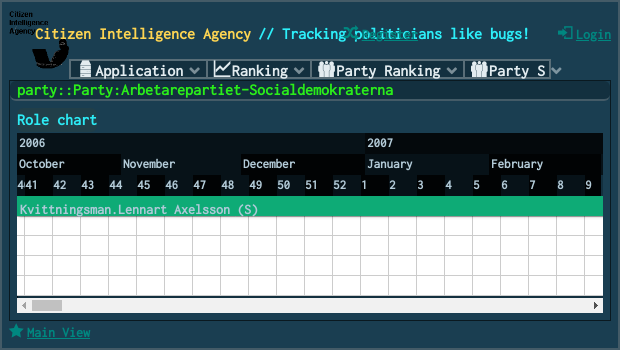 Citizen
Intelligence
Agency
Citizen Intelligence Agency // Tracking politicians like bugs!
Register
Login
Application
Ranking
Party Ranking
Party S
party::Party:Arbetarepartiet-Socialdemokraterna
Role chart
2006 2007
October November December January February
41 42 43 44 45 46 47 48 49 50 51 52 1 2 3 4 5 6 7 8 9
Kvittningsman.Lennart Axelsson (S)
Main View